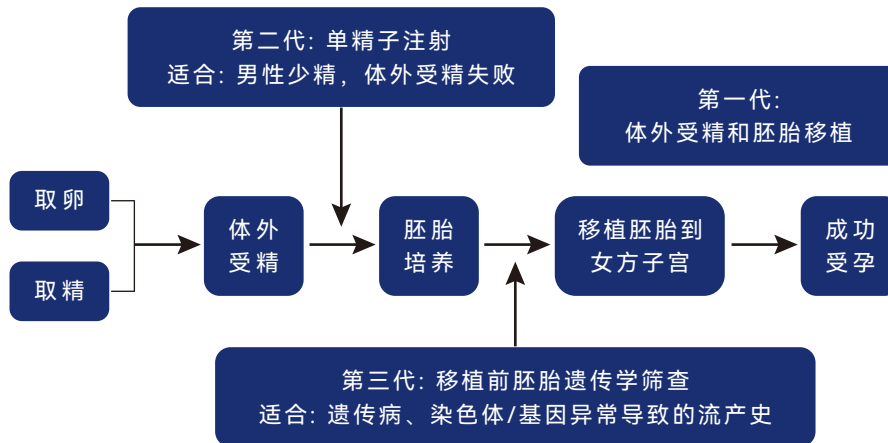 第二代: 单精子注射
适合: 男性少精, 体外受精失败
第一代:
体外受精和胚胎移植
取卵
取精
体外
受精
胚胎
培养
移植胚胎到
女方子宫
成功
受孕
第三代: 移植前胚胎遗传学筛查
适合: 遗传病、染色体/基因异常导致的流产史